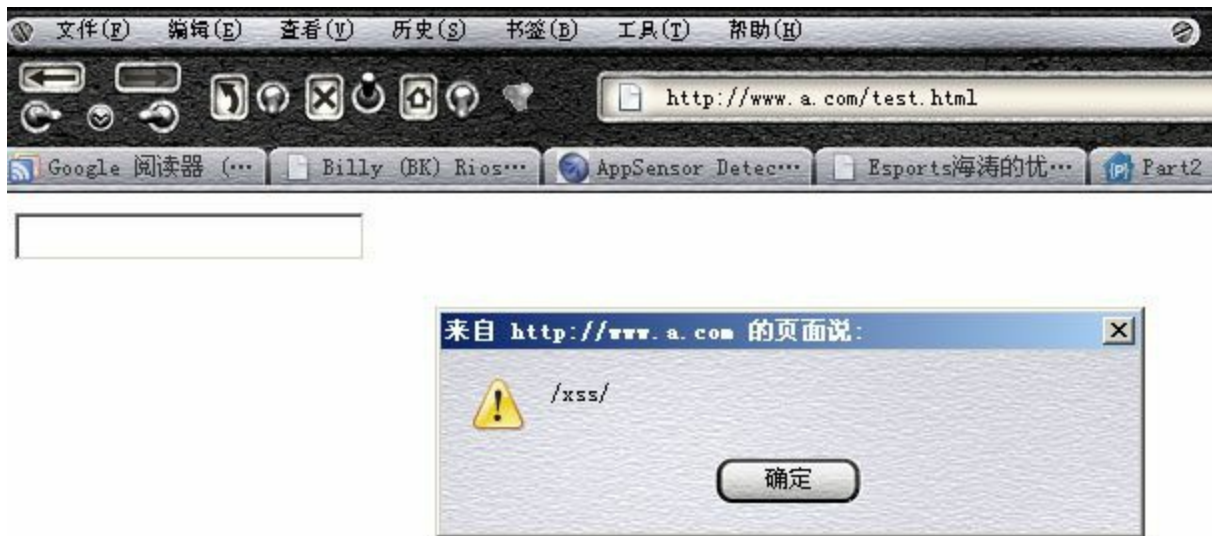 文件(F) 编辑(E) 查看(V) 历史(S) 书签(B) 工具(T) 帮助(H)
http://www.a.com/test.html
Google 阅读器 (… Billy (BK) Rios… AppSensor Detec… Esports海涛的忧… Part2
来自 http://www.a.com 的页面说:
/xss/
确定